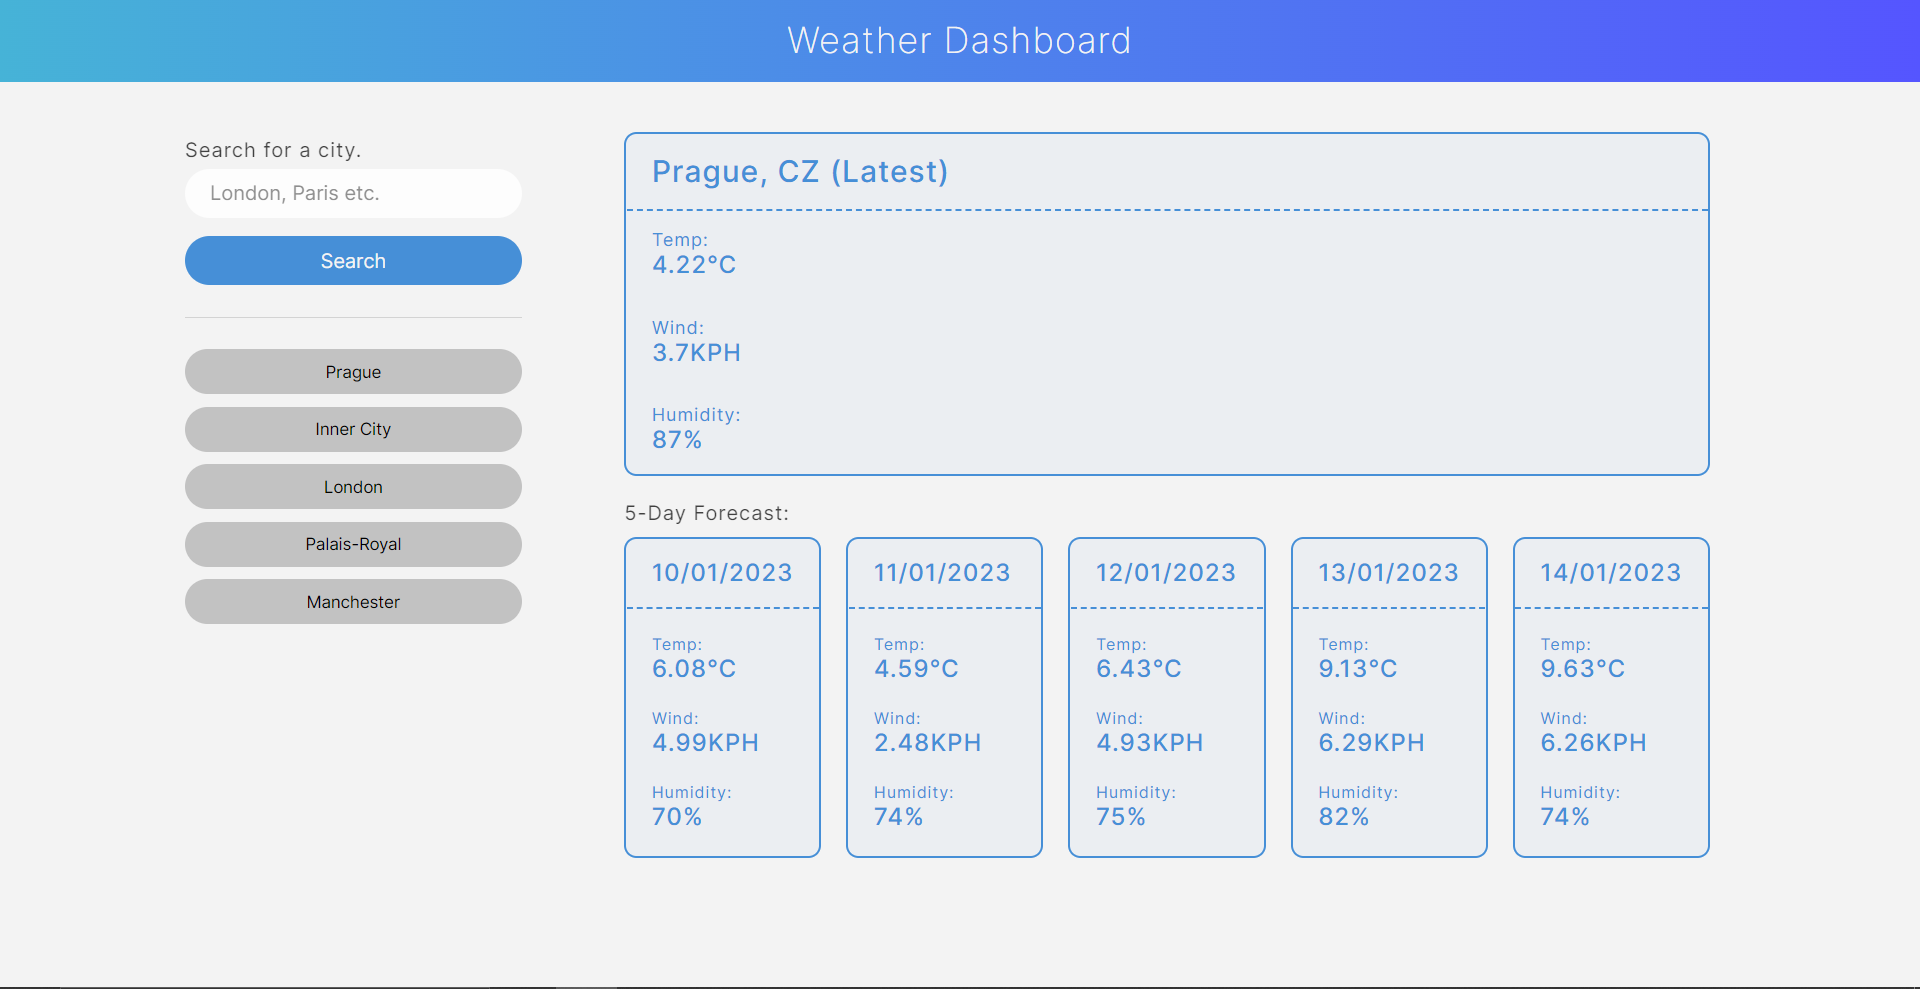 Weather Dashboard
Search for a city.
London, Paris etc.
Search
Prague
Inner City
London
Palais-Royal
Manchester
Prague, CZ (Latest)
Temp:
4.22°C
Wind:
3.7KPH
Humidity:
87%
5-Day Forecast:
10/01/2023
Temp:
6.08°C
Wind:
4.99KPH
Humidity:
70%
11/01/2023
Temp:
4.59°C
Wind:
2.48KPH
Humidity:
74%
12/01/2023
Temp:
6.43°C
Wind:
4.93KPH
Humidity:
75%
13/01/2023
Temp:
9.13°C
Wind:
6.29KPH
Humidity:
82%
14/01/2023
Temp:
9.63°C
Wind:
6.26KPH
Humidity:
74%